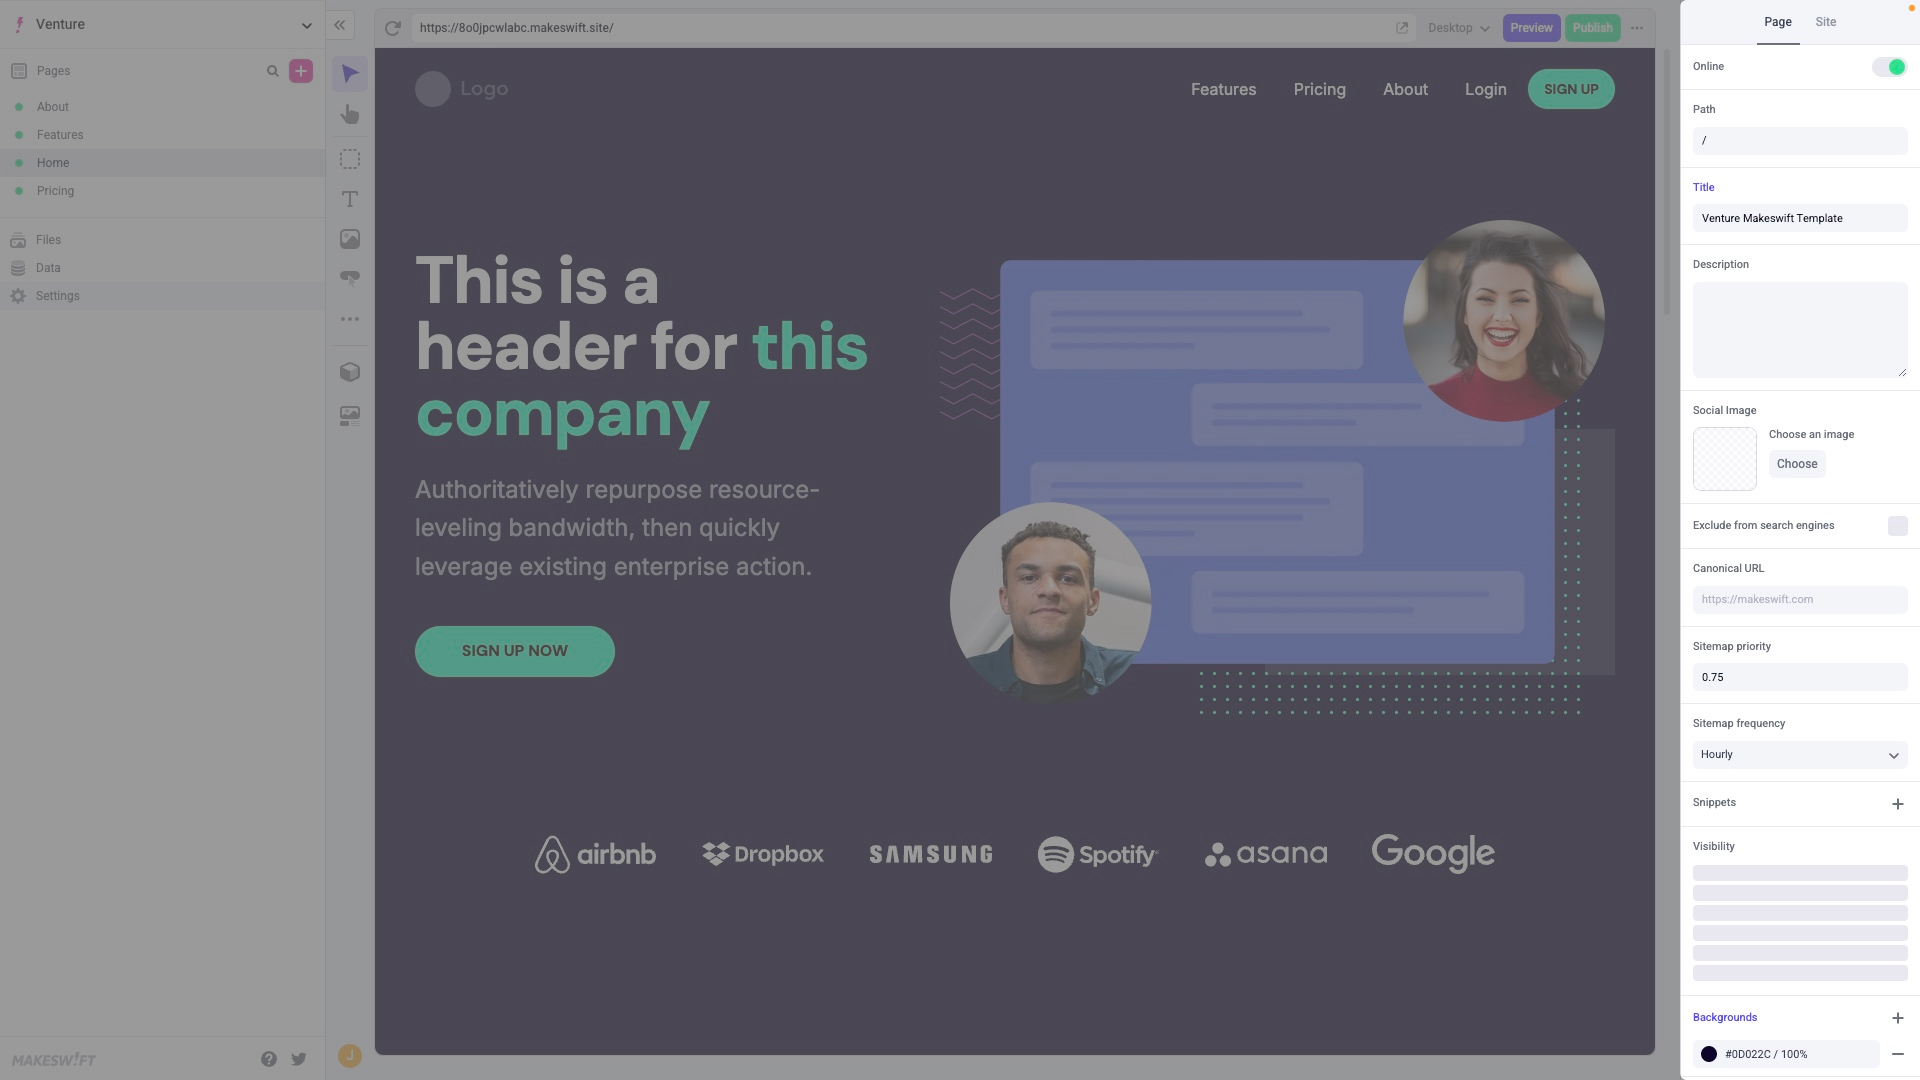 Venture
Pages
About
Features
Home
Pricing
Files
Data
Settings
MAKESWIFT
J
https://8o0jpcwlabc.makeswift.site/
Desktop
Preview
Publish
Logo
Features
Pricing
About
Login
SIGN UP
This is a
header for this
company
Authoritatively repurpose resource-
leveling bandwidth, then quickly
leverage existing enterprise action.
SIGN UP NOW
airbnb
Dropbox
SAMSUNG
Spotify
asana
Google
Page
Site
Online
Path
/
Title
Venture Makeswift Template
Description
Social Image
Choose an image
Choose
Exclude from search engines
Canonical URL
https://makeswift.com
Sitemap priority
0.75
Sitemap frequency
Hourly
Snippets
Visibility
Backgrounds
#0D022C / 100%